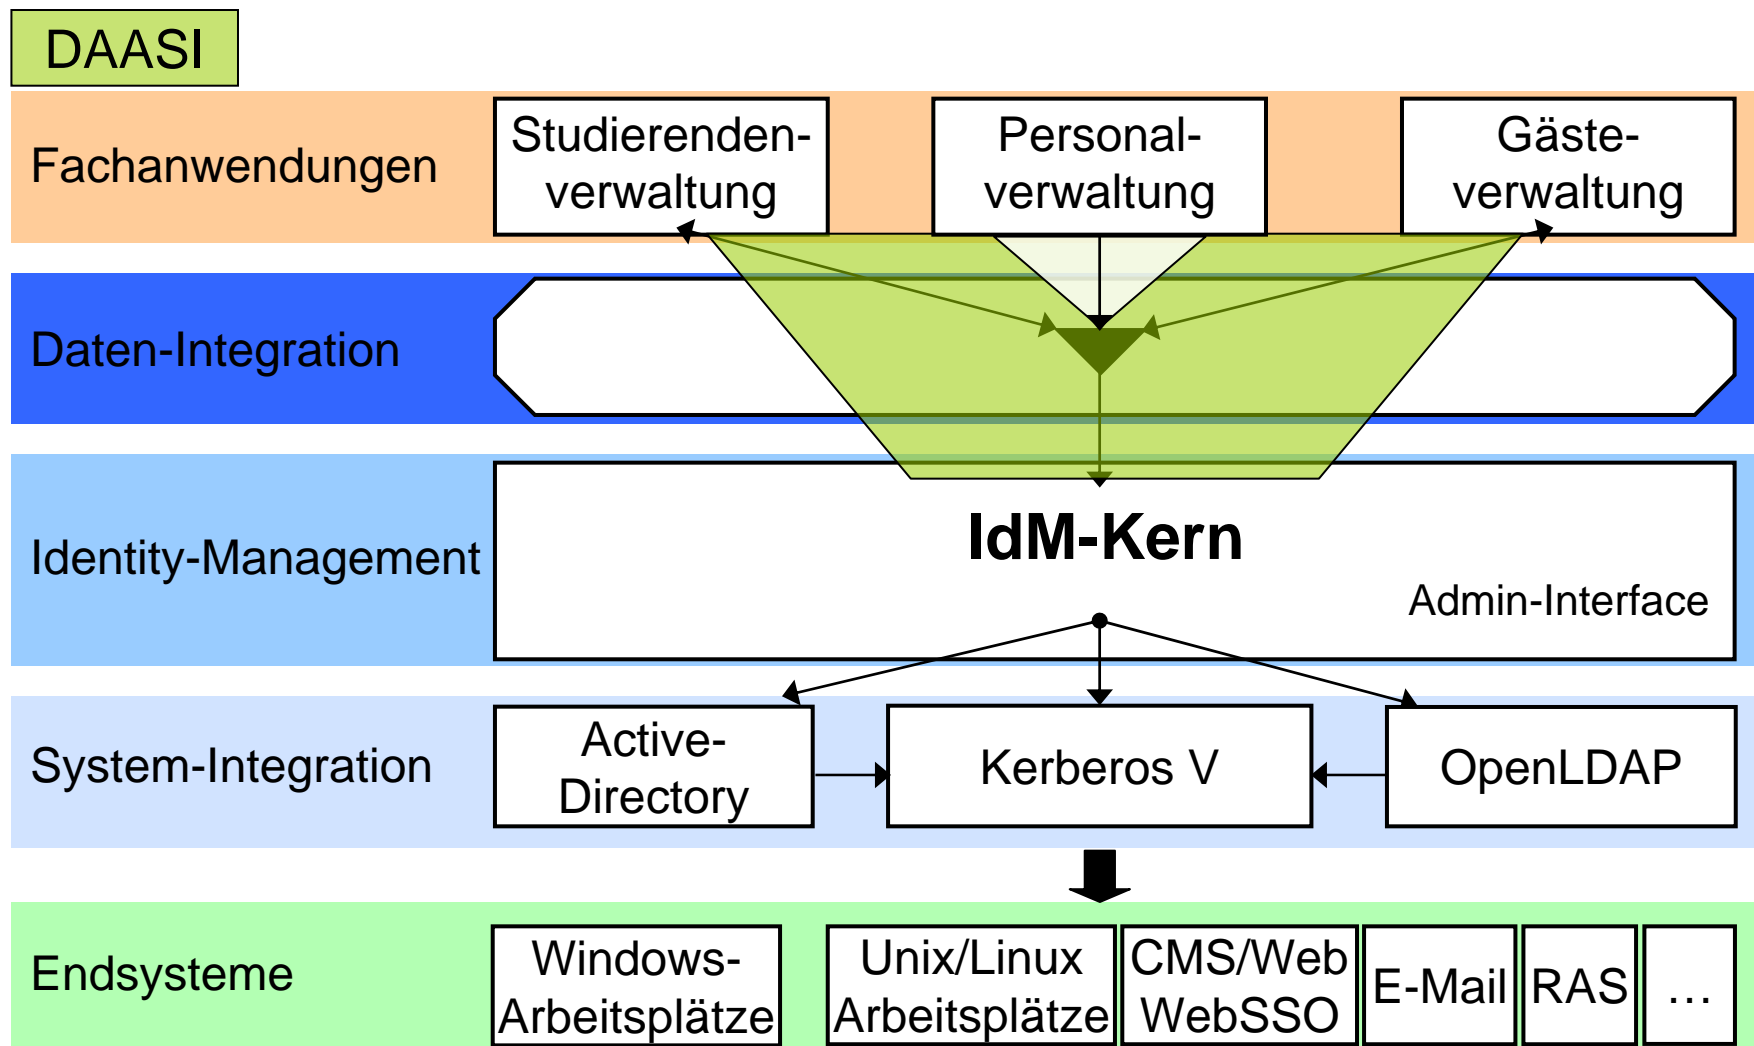 DAASI
Fachanwendungen
Studierenden-
verwaltung
Personal-
verwaltung
Gäste-
verwaltung
Daten-Integration
Identity-Management
IdM-Kern
Admin-Interface
System-Integration
Active-
Directory
Kerberos V
OpenLDAP
Endsysteme
Windows-
Arbeitsplätze
Unix/Linux
Arbeitsplätze
CMS/Web
WebSSO
E-Mail
RAS
…